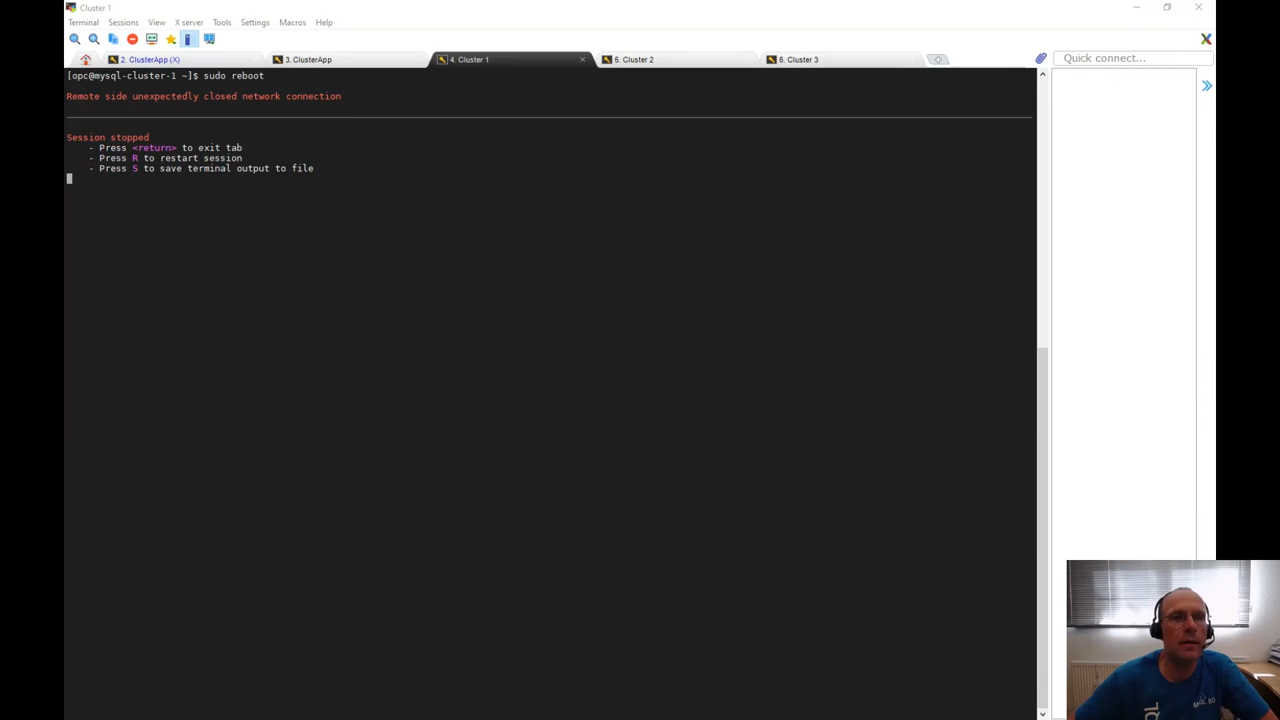 Cluster 1
Terminal Sessions View X server Tools Settings Macros Help
2. ClusterApp (X) 3. ClusterApp 4. Cluster 1 5. Cluster 2 6. Cluster 3 Quick connect...
[opc@mysql-cluster-1 ~]$ sudo reboot
Remote side unexpectedly closed network connection
Session stopped
- Press <return> to exit tab
- Press R to restart session
- Press S to save terminal output to file